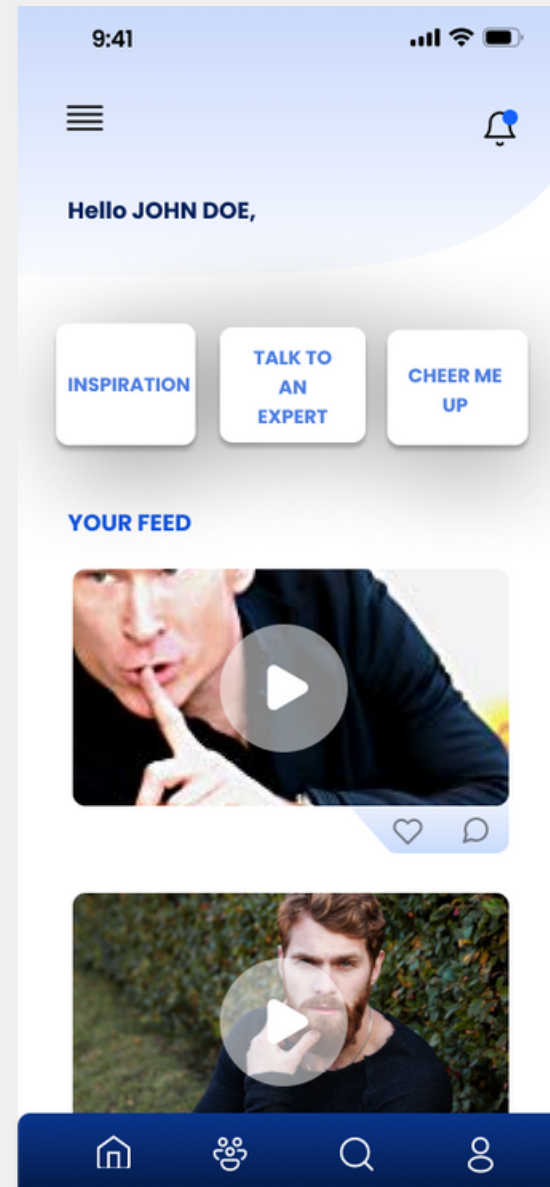 9:41
Hello JOHN DOE,
INSPIRATION
TALK TO
AN
EXPERT
CHEER ME
UP
YOUR FEED